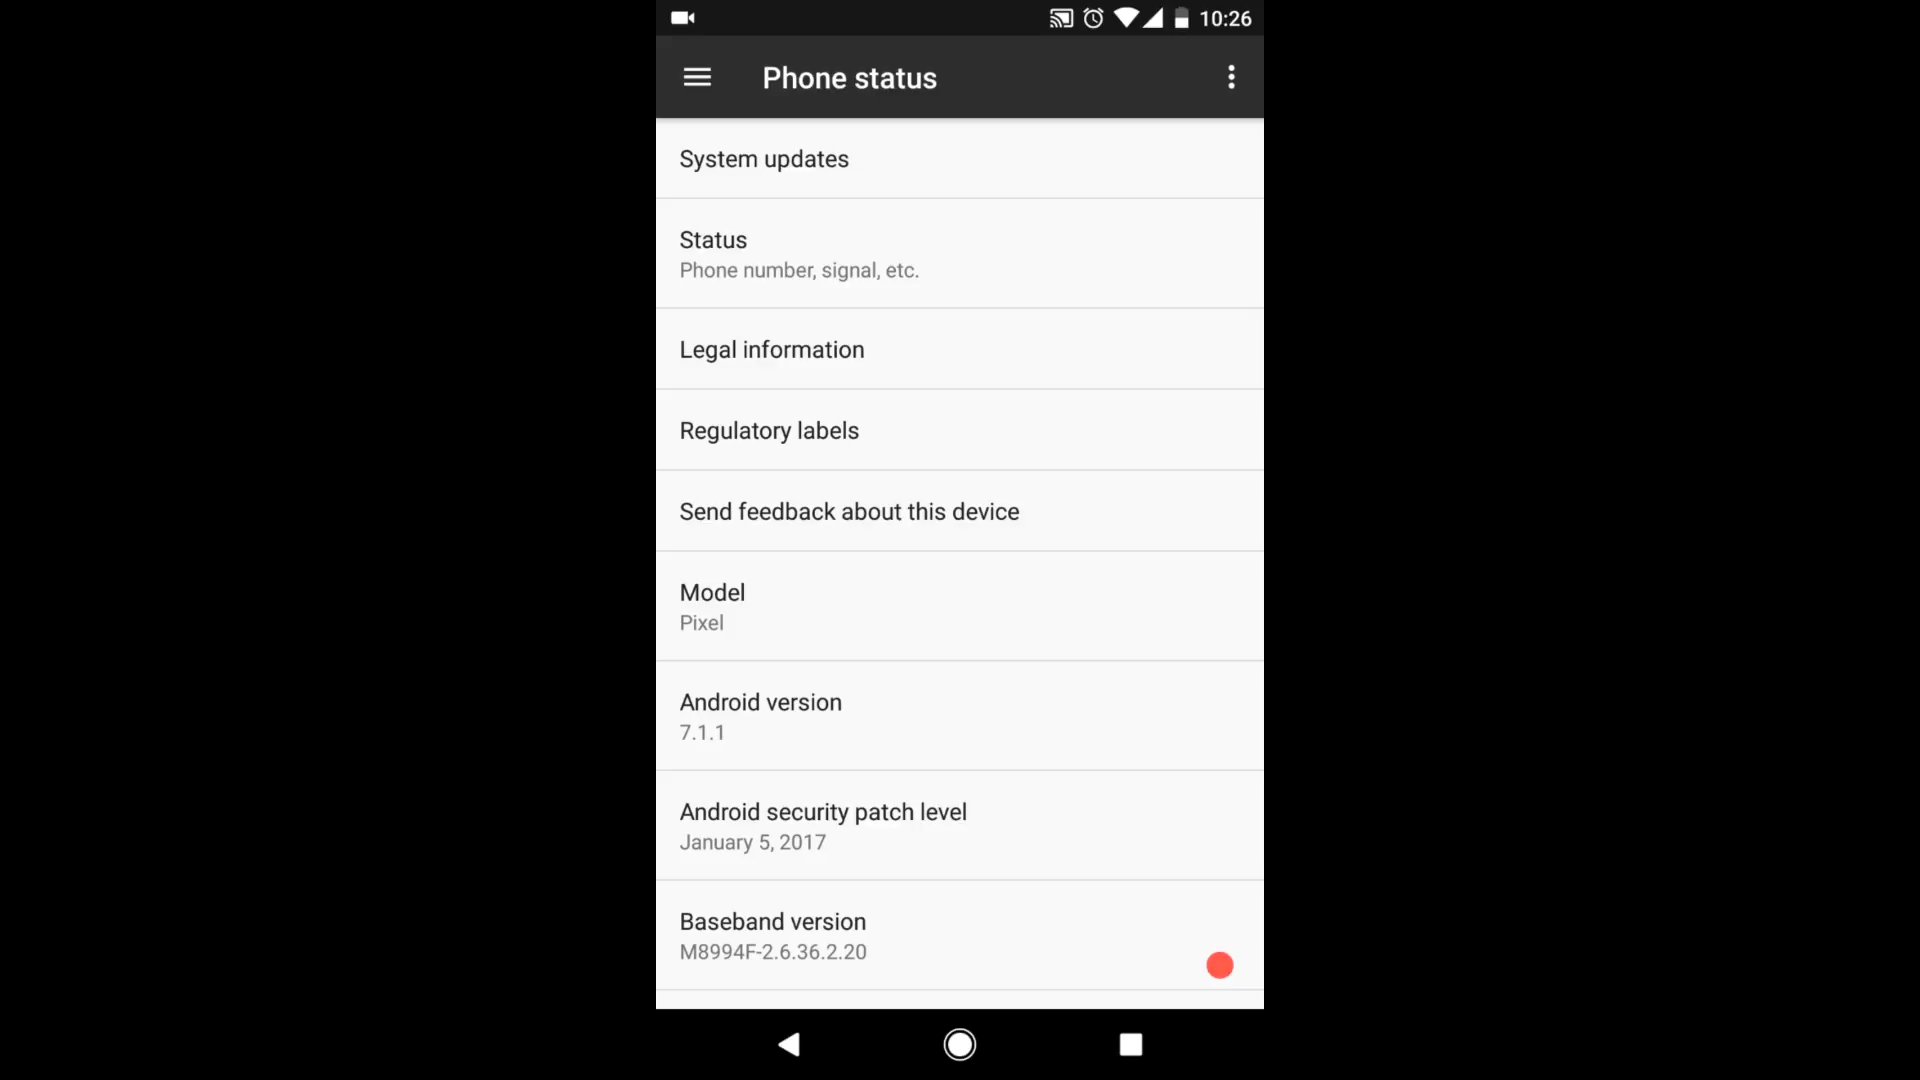 10:26
Phone status
System updates
Status
Phone number, signal, etc.
Legal information
Regulatory labels
Send feedback about this device
Model
Pixel
Android version
7.1.1
Android security patch level
January 5, 2017
Baseband version
M8994F-2.6.36.2.20